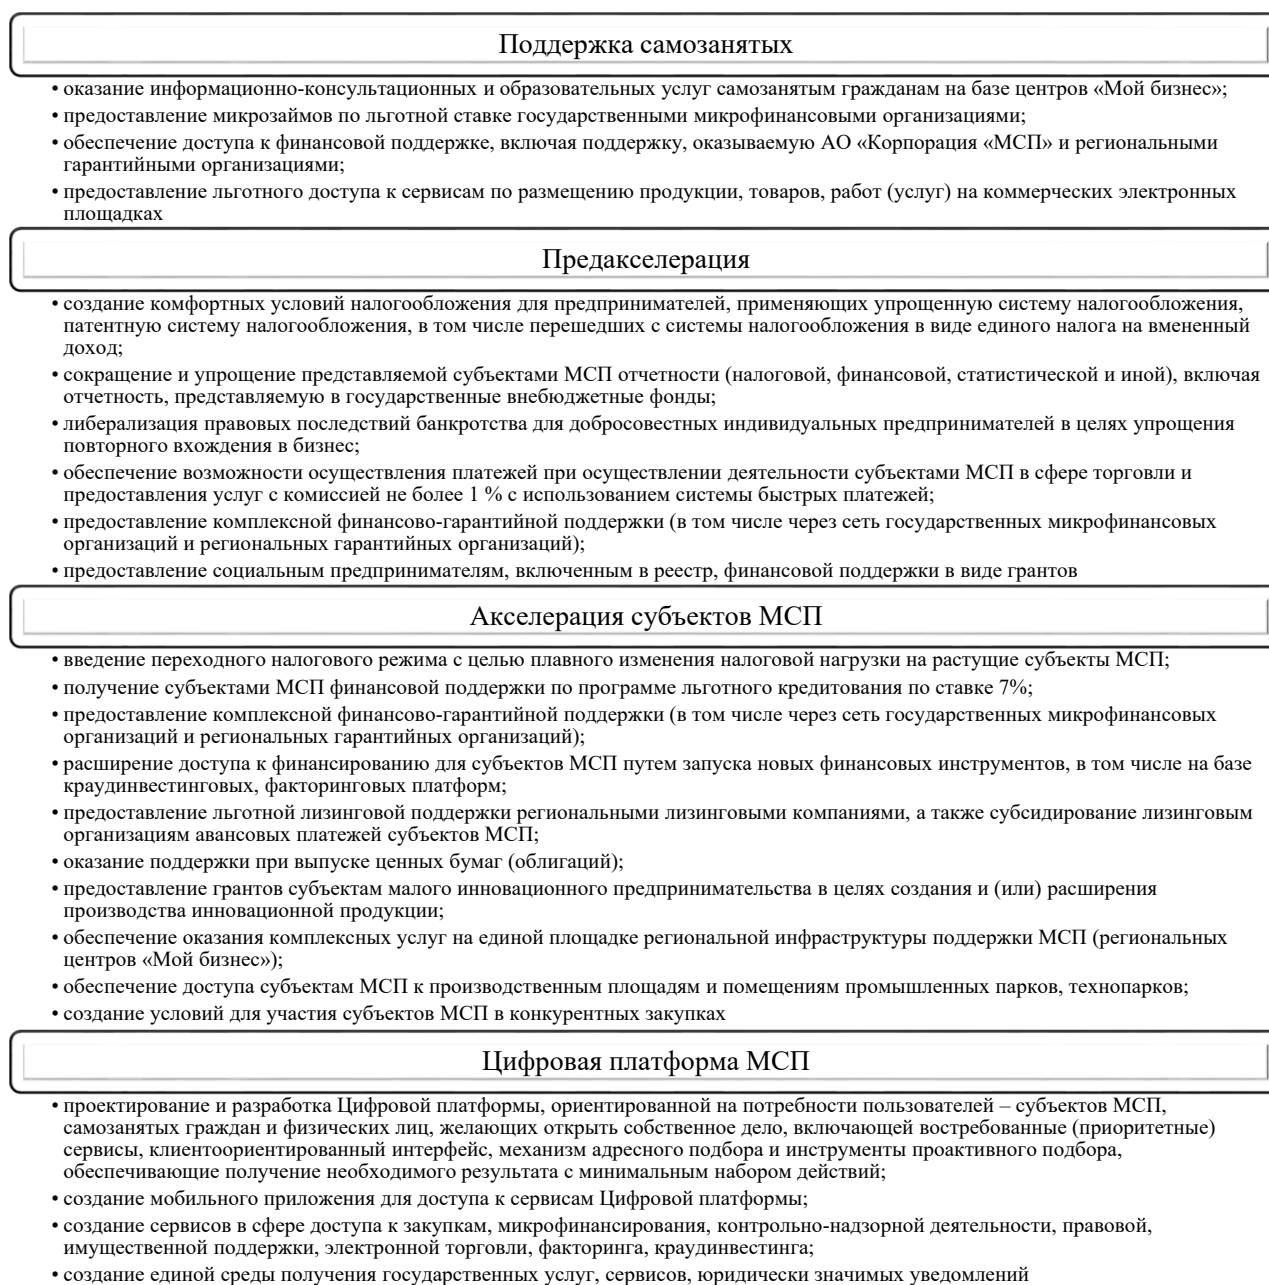 Поддержка самозанятых
• оказание информационно-консультационных и образовательных услуг самозанятым гражданам на базе центров «Мой бизнес»;
• предоставление микрозаймов по льготной ставке государственными микрофинансовыми организациями;
• обеспечение доступа к финансовой поддержке, включая поддержку, оказываемую АО «Корпорация «МСП» и региональными
гарантийными организациями;
• предоставление льготного доступа к сервисам по размещению продукции, товаров, работ (услуг) на коммерческих электронных
площадках
Предакселерация
• создание комфортных условий налогообложения для предпринимателей, применяющих упрощенную систему налогообложения,
патентную систему налогообложения, в том числе перешедших с системы налогообложения в виде единого налога на вмененный
доход;
• сокращение и упрощение представляемой субъектами МСП отчетности (налоговой, финансовой, статистической и иной), включая
отчетность, представляемую в государственные внебюджетные фонды;
• либерализация правовых последствий банкротства для добросовестных индивидуальных предпринимателей в целях упрощения
повторного вхождения в бизнес;
• обеспечение возможности осуществления платежей при осуществлении деятельности субъектами МСП в сфере торговли и
предоставления услуг с комиссией не более 1 % с использованием системы быстрых платежей;
• предоставление комплексной финансово-гарантийной поддержки (в том числе через сеть государственных микрофинансовых
организаций и региональных гарантийных организаций);
• предоставление социальным предпринимателям, включенным в реестр, финансовой поддержки в виде грантов
Акселерация субъектов МСП
• введение переходного налогового режима с целью плавного изменения налоговой нагрузки на растущие субъекты МСП;
• получение субъектами МСП финансовой поддержки по программе льготного кредитования по ставке 7%;
• предоставление комплексной финансово-гарантийной поддержки (в том числе через сеть государственных микрофинансовых
организаций и региональных гарантийных организаций);
• расширение доступа к финансированию для субъектов МСП путем запуска новых финансовых инструментов, в том числе на базе
краудинвестинговых, факторинговых платформ;
• предоставление льготной лизинговой поддержки региональными лизинговыми компаниями, а также субсидирование лизинговым
организациям авансовых платежей субъектов МСП;
• оказание поддержки при выпуске ценных бумаг (облигаций);
• предоставление грантов субъектам малого инновационного предпринимательства в целях создания и (или) расширения
производства инновационной продукции;
• обеспечение оказания комплексных услуг на единой площадке региональной инфраструктуры поддержки МСП (региональных
центров «Мой бизнес»);
• обеспечение доступа субъектам МСП к производственным площадям и помещениям промышленных парков, технопарков;
• создание условий для участия субъектов МСП в конкурентных закупках
Цифровая платформа МСП
• проектирование и разработка Цифровой платформы, ориентированной на потребности пользователей – субъектов МСП,
самозанятых граждан и физических лиц, желающих открыть собственное дело, включающей востребованные (приоритетные)
сервисы, клиентоориентированный интерфейс, механизм адресного подбора и инструменты проактивного подбора,
обеспечивающие получение необходимого результата с минимальным набором действий;
• создание мобильного приложения для доступа к сервисам Цифровой платформы;
• создание сервисов в сфере доступа к закупкам, микрофинансирования, контрольно-надзорной деятельности, правовой,
имущественной поддержки, электронной торговли, факторинга, краудинвестинга;
• создание единой среды получения государственных услуг, сервисов, юридически значимых уведомлений